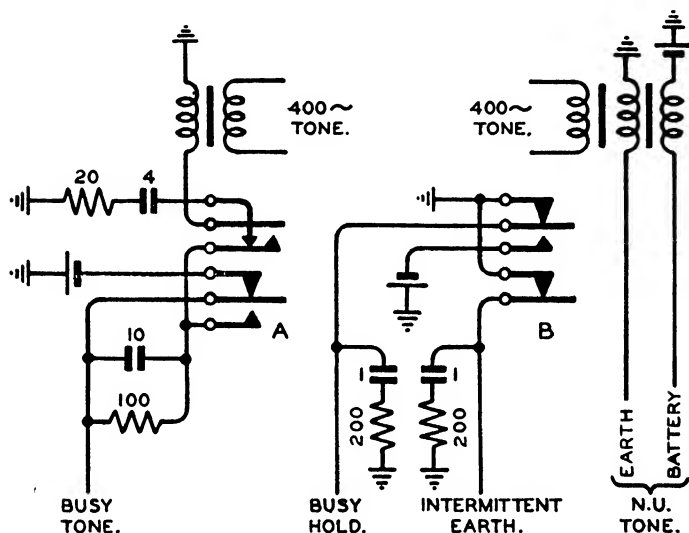 400~
TONE.
400~
TONE.
20
4
A
B
10
100
1
200
1
200
EARTH
BATTERY
BUSY
TONE.
BUSY
HOLD.
INTERMITTENT
EARTH.
N.U.
TONE.